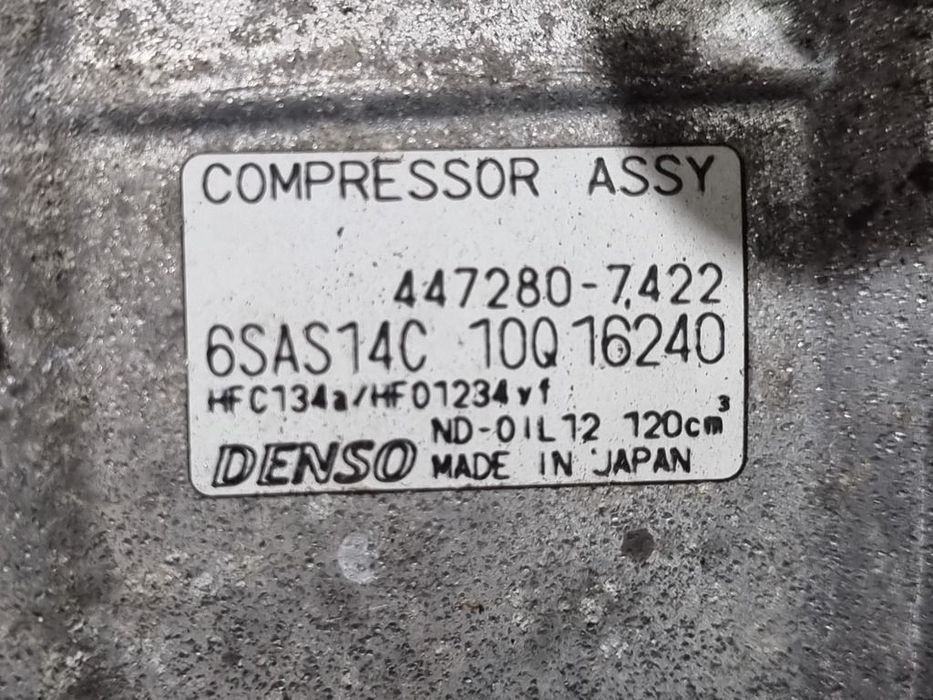 COMPRESSOR ASSY
447280-7422
6SAS14C 10Q16240
HFC134a/HFO1234yf
ND-OIL12 120cm³
DENSO MADE IN JAPAN